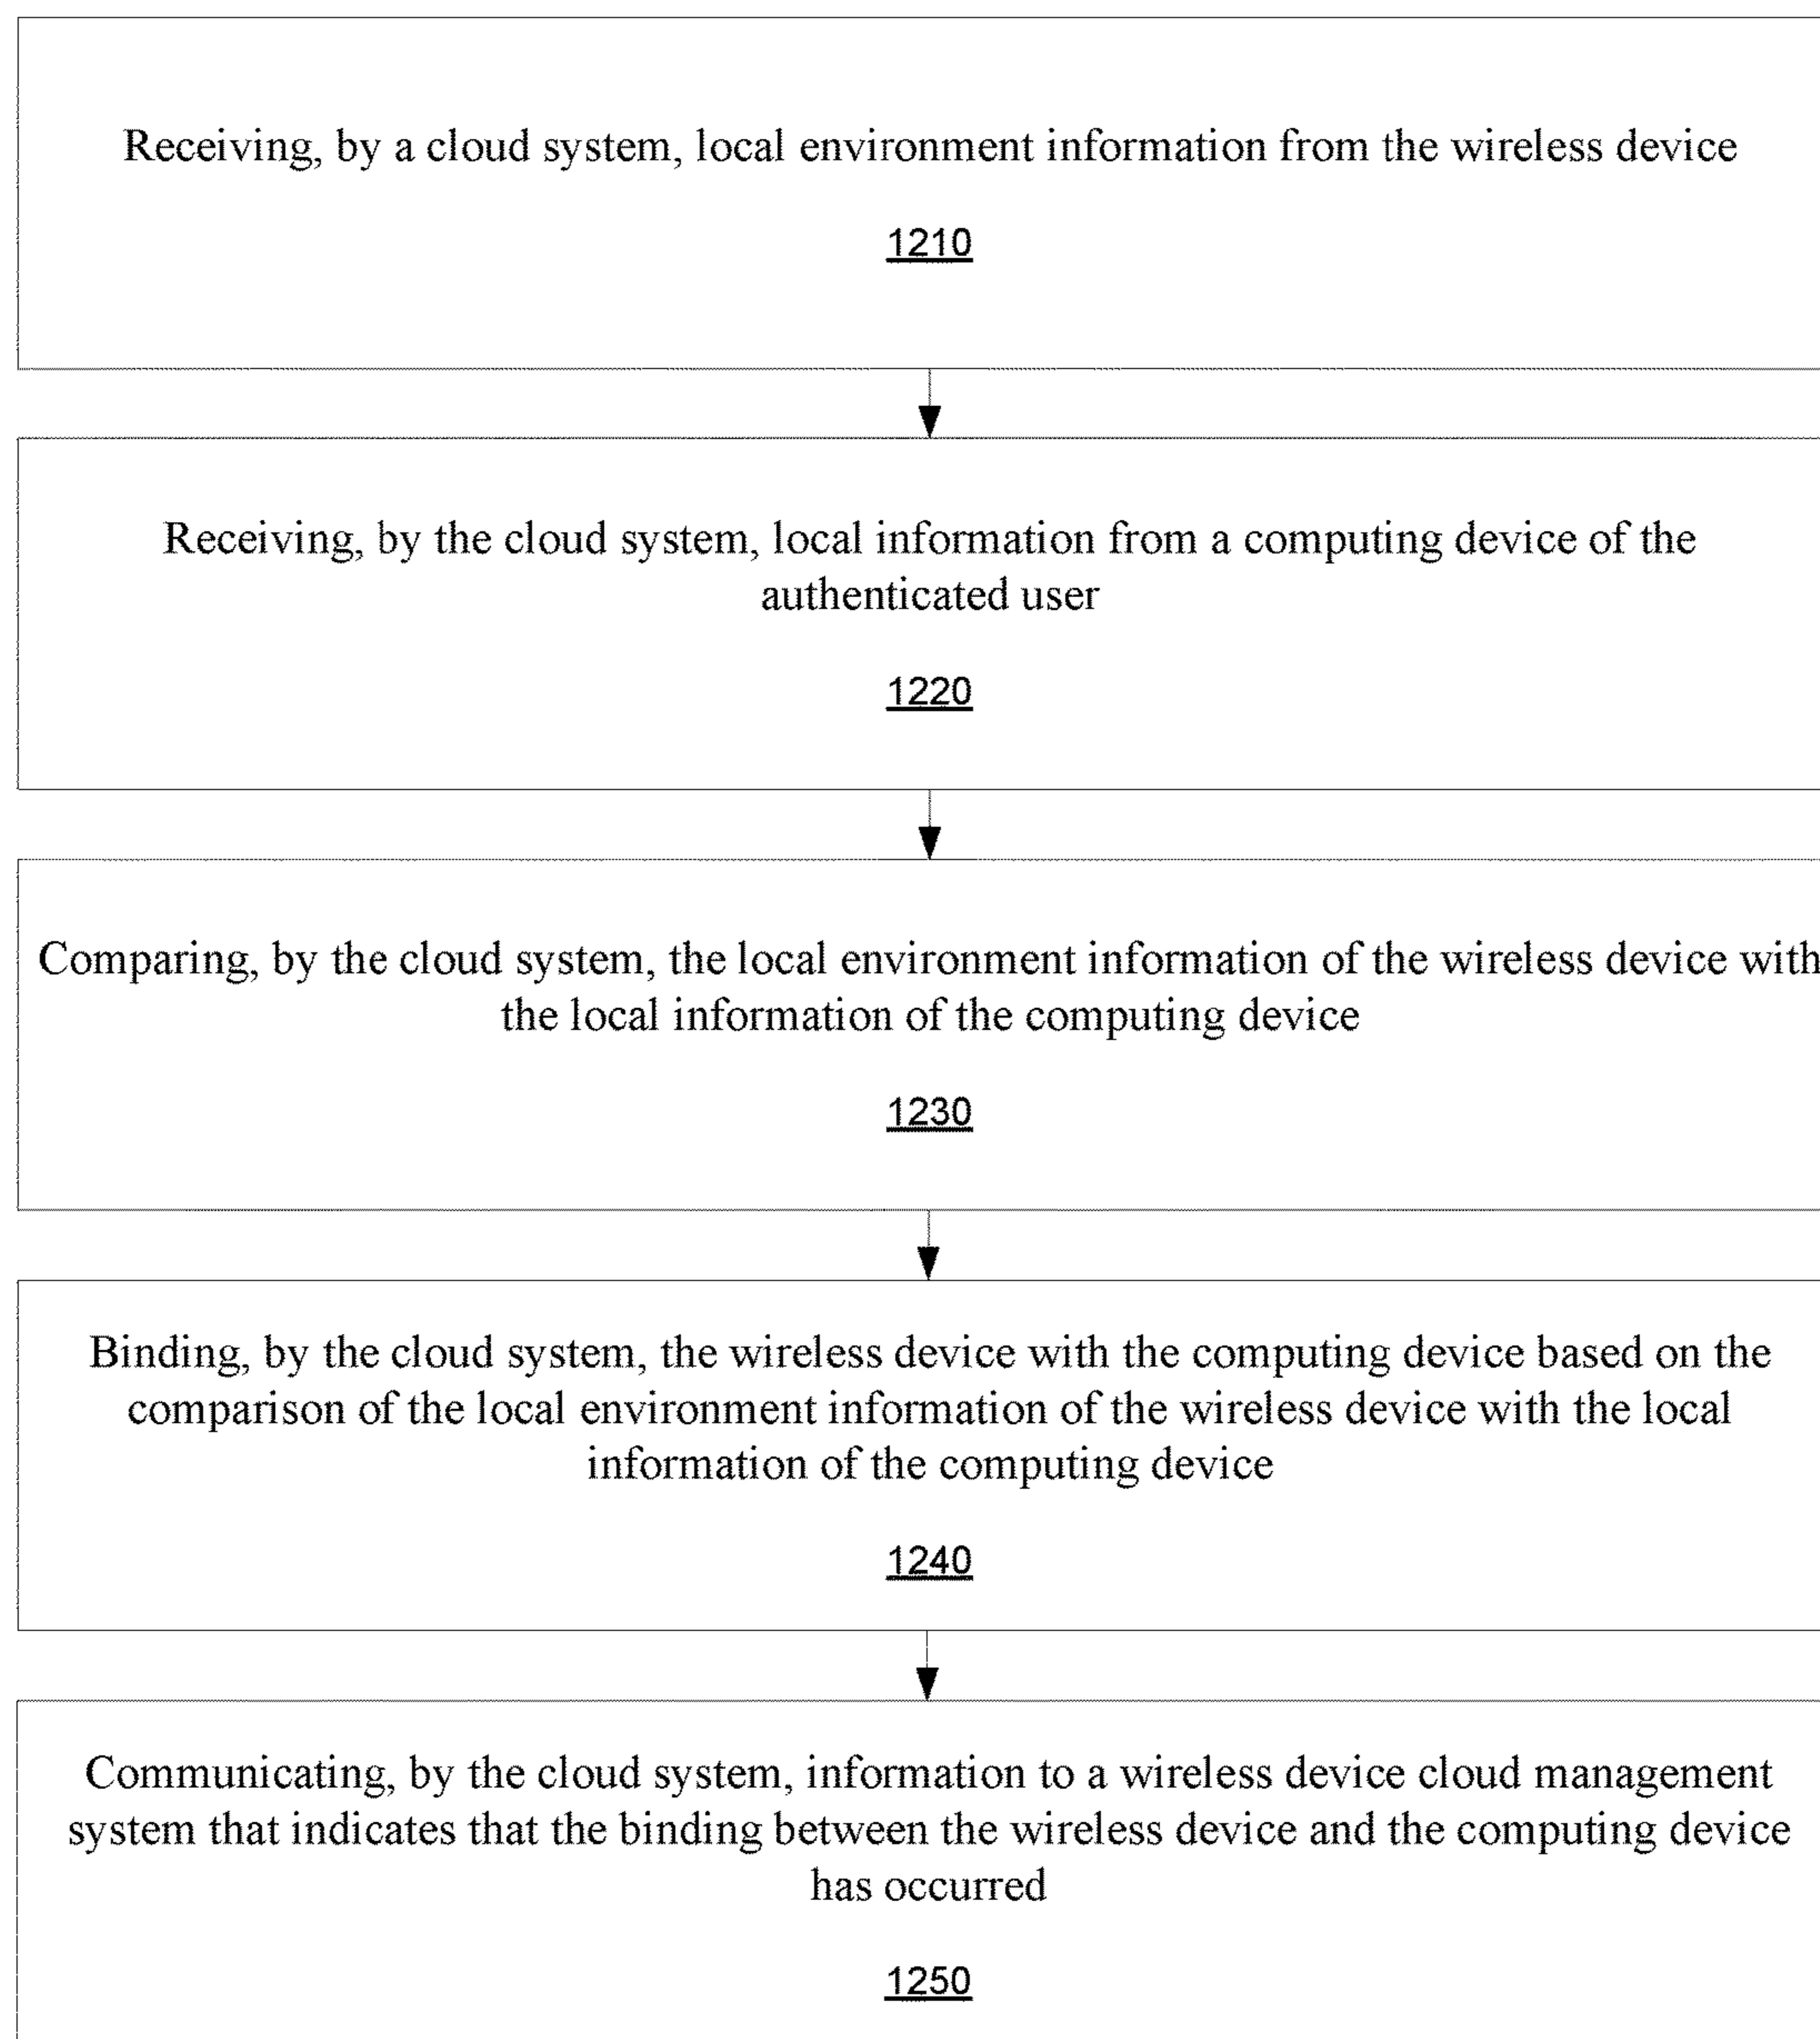 Receiving, by a cloud system, local environment information from the wireless device
1210
Receiving, by the cloud system, local information from a computing device of the
authenticated user
1220
Comparing, by the cloud system, the local environment information of the wireless device with
the local information of the computing device
1230
Binding, by the cloud system, the wireless device with the computing device based on the
comparison of the local environment information of the wireless device with the local
information of the computing device
1240
Communicating, by the cloud system, information to a wireless device cloud management
system that indicates that the binding between the wireless device and the computing device
has occurred
1250